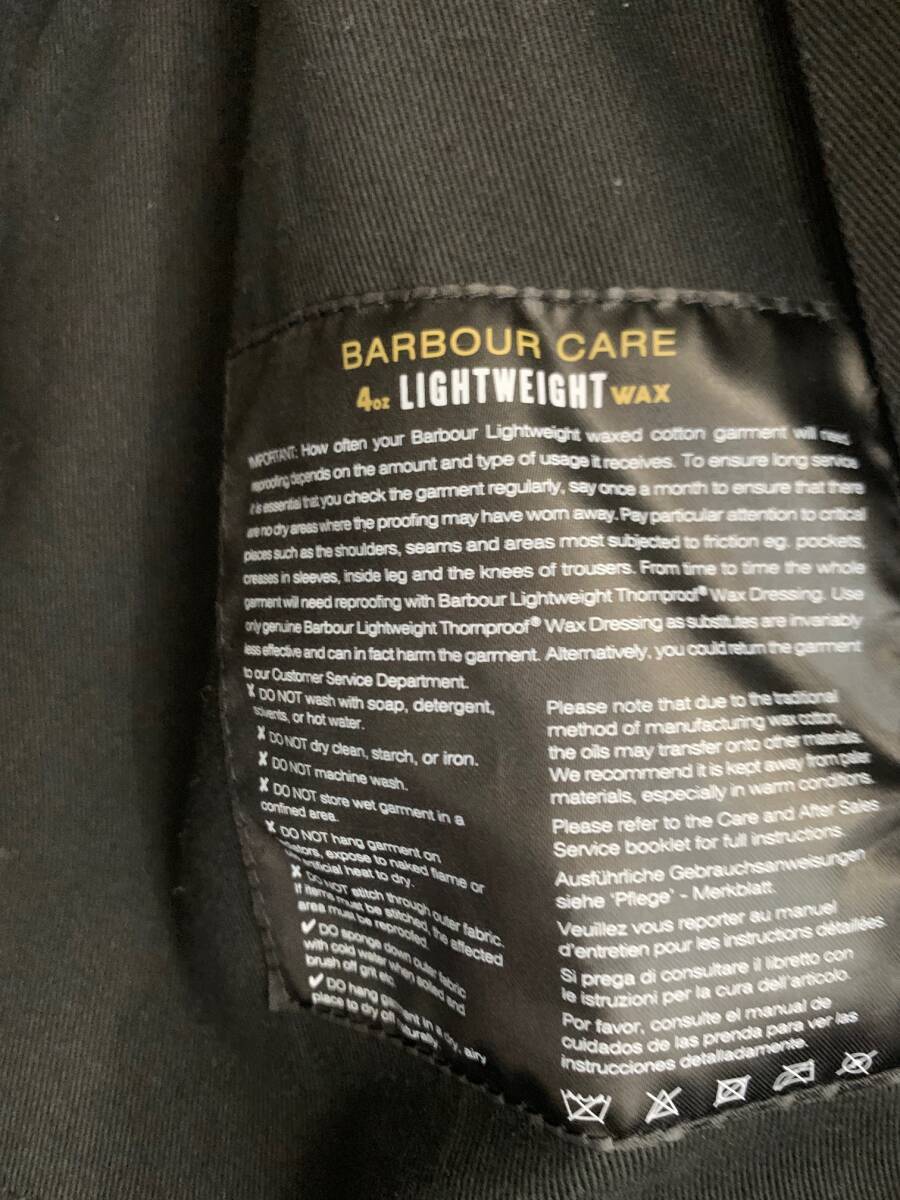 BARBOUR CARE
4oz LIGHTWEIGHT WAX
IMPORTANT: How often your Barbour Lightweight waxed cotton garment will need
reproofing depends on the amount and type of usage it receives. To ensure long service
it is essential that you check the garment regularly, say once a month to ensure that there
are no dry areas where the proofing may have worn away. Pay particular attention to critical
places such as the shoulders, seams and areas most subjected to friction eg. pockets,
creases in sleeves, inside leg and the knees of trousers. From time to time the whole
garment will need reproofing with Barbour Lightweight Thornproof® Wax Dressing. Use
only genuine Barbour Lightweight Thornproof® Wax Dressing as substitutes are invariably
less effective and can in fact harm the garment. Alternatively, you could return the garment
to our Customer Service Department.
✗ DO NOT wash with soap, detergent,
solvents, or hot water.
✗ DO NOT dry clean, starch, or iron.
✗ DO NOT machine wash.
✗ DO NOT store wet garment in a
confined area.
✗ DO NOT hang garment on
radiators, expose to naked flame or
use artificial heat to dry.
✗ DO NOT stitch through outer fabric.
If items must be stitched, the affected
area must be reproofed.
✔ DO sponge down outer fabric
with cold water when soiled and
brush off grit etc.
✔ DO hang garment in a dry, airy
place to dry off naturally.
Please note that due to the traditional
method of manufacturing wax cotton,
the oils may transfer onto other materials.
We recommend it is kept away from pale
materials, especially in warm conditions.
Please refer to the Care and After Sales
Service booklet for full instructions.
Ausführliche Gebrauchsanweisungen
siehe 'Pflege' - Merkblatt.
Veuillez vous reporter au manuel
d'entretien pour les instructions détaillées
Si prega di consultare il libretto con
le istruzioni per la cura dell'articolo.
Por favor, consulte el manual de
cuidados de las prenda para ver las
instrucciones detalladamente.